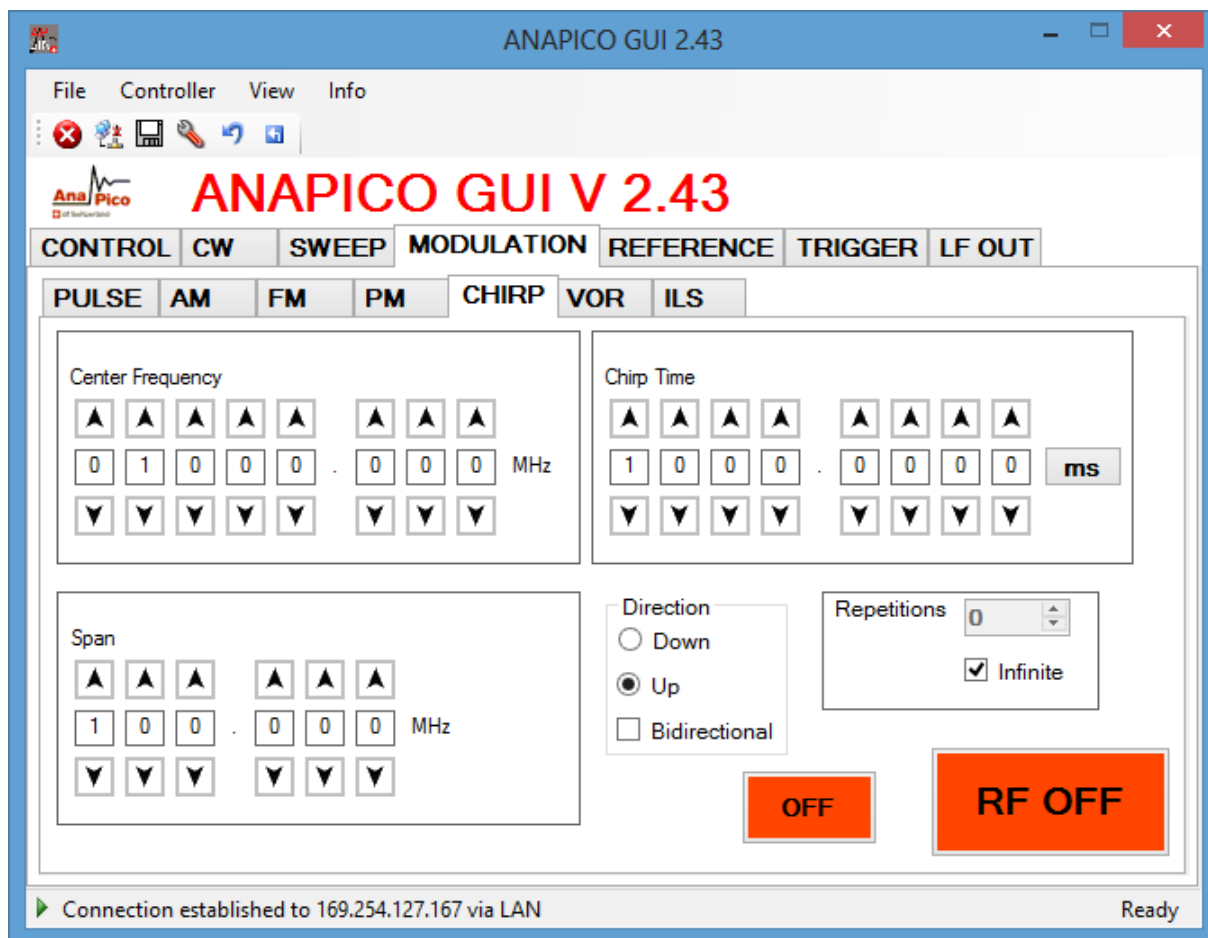 ANAPICO GUI 2.43
File Controller View Info
Ana Pico
ANAPICO GUI V 2.43
CONTROL CW SWEEP MODULATION REFERENCE TRIGGER LF OUT
PULSE AM FM PM CHIRP VOR ILS
Center Frequency
0 1 0 0 0 . 0 0 0 MHz
Chirp Time
1 0 0 0 . 0 0 0 0 ms
Span
1 0 0 . 0 0 0 MHz
Direction
Down
Up
Bidirectional
Repetitions 0
Infinite
OFF
RF OFF
Connection established to 169.254.127.167 via LAN
Ready